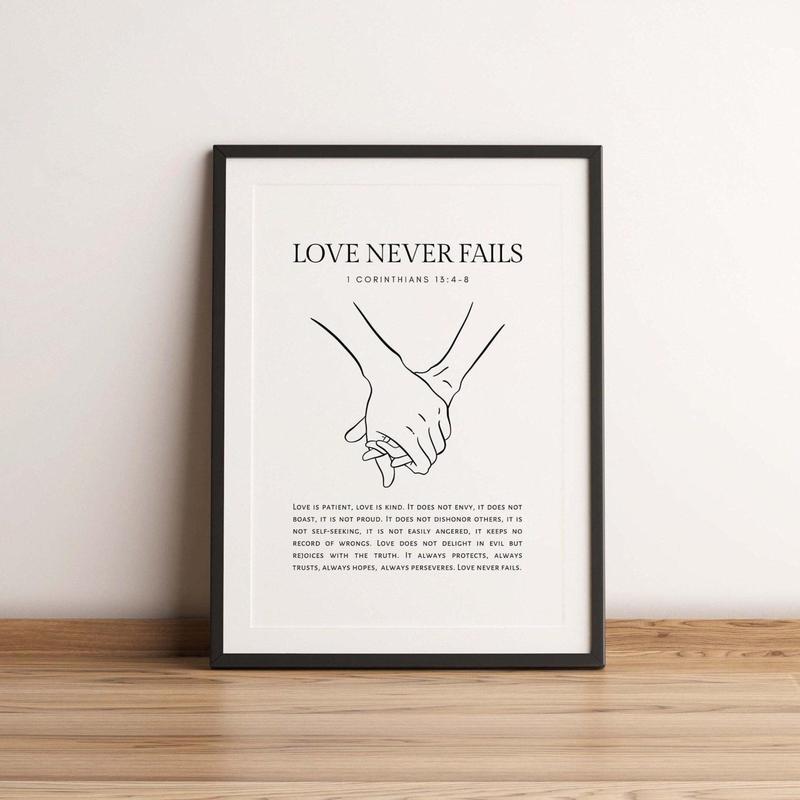 LOVE NEVER FAILS
1 CORINTHIANS 13:4-8
LOVE IS PATIENT, LOVE IS KIND. IT DOES NOT ENVY, IT DOES NOT
BOAST, IT IS NOT PROUD. IT DOES NOT DISHONOR OTHERS, IT IS
NOT SELF-SEEKING, IT IS NOT EASILY ANGERED, IT KEEPS NO
RECORD OF WRONGS. LOVE DOES NOT DELIGHT IN EVIL BUT
REJOICES WITH THE TRUTH. IT ALWAYS PROTECTS, ALWAYS
TRUSTS, ALWAYS HOPES, ALWAYS PERSEVERES. LOVE NEVER FAILS.